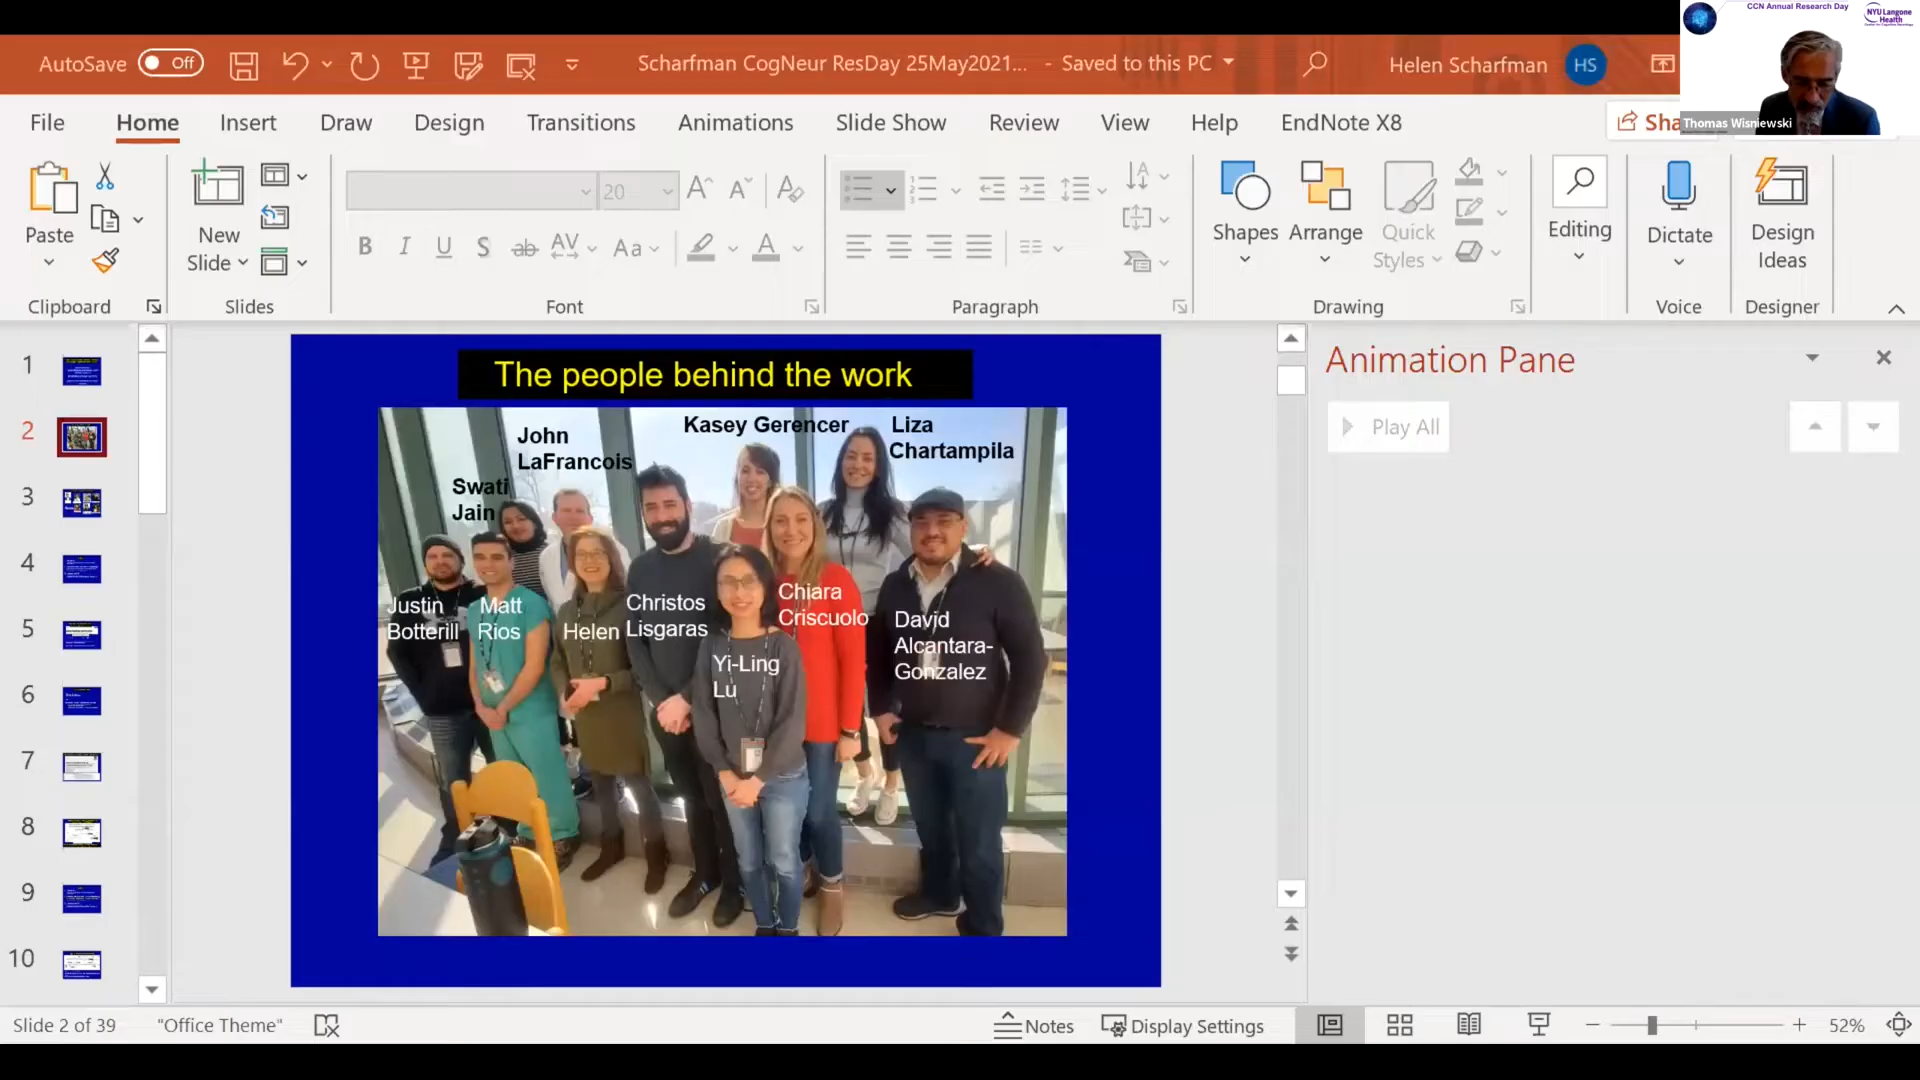 CCN Annual Research Day
NYU Langone
Health
Thomas Wisniewski
AutoSave Off
Scharfman CogNeur ResDay 25May2021... - Saved to this PC
Helen Scharfman HS
File Home Insert Draw Design Transitions Animations Slide Show Review View Help EndNote X8 Sha
Paste
Clipboard
New
Slide
Slides
20
Font
Paragraph
Shapes
Arrange
Quick
Styles
Drawing
Editing
Dictate
Voice
Design
Ideas
Designer
1
2
3
4
5
6
7
8
9
10
The people behind the work
Swati
Jain
John
LaFrancois
Kasey Gerencer
Liza
Chartampila
Justin
Botterill
Matt
Rios
Helen
Christos
Lisgaras
Yi-Ling
Lu
Chiara
Criscuolo
David
Alcantara-
Gonzalez
Animation Pane
Play All
Slide 2 of 39
"Office Theme"
Notes
Display Settings
52%